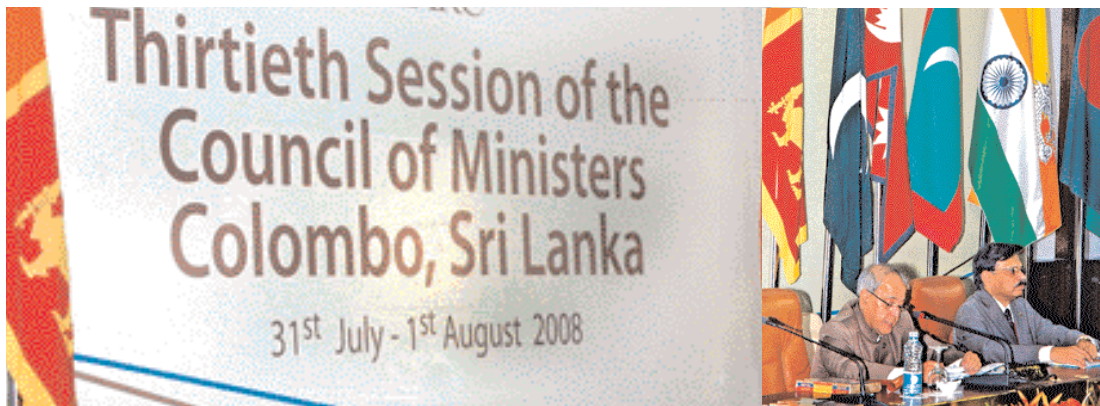 Thirtieth Session of the
Council of Ministers
Colombo, Sri Lanka
31st July - 1st August 2008